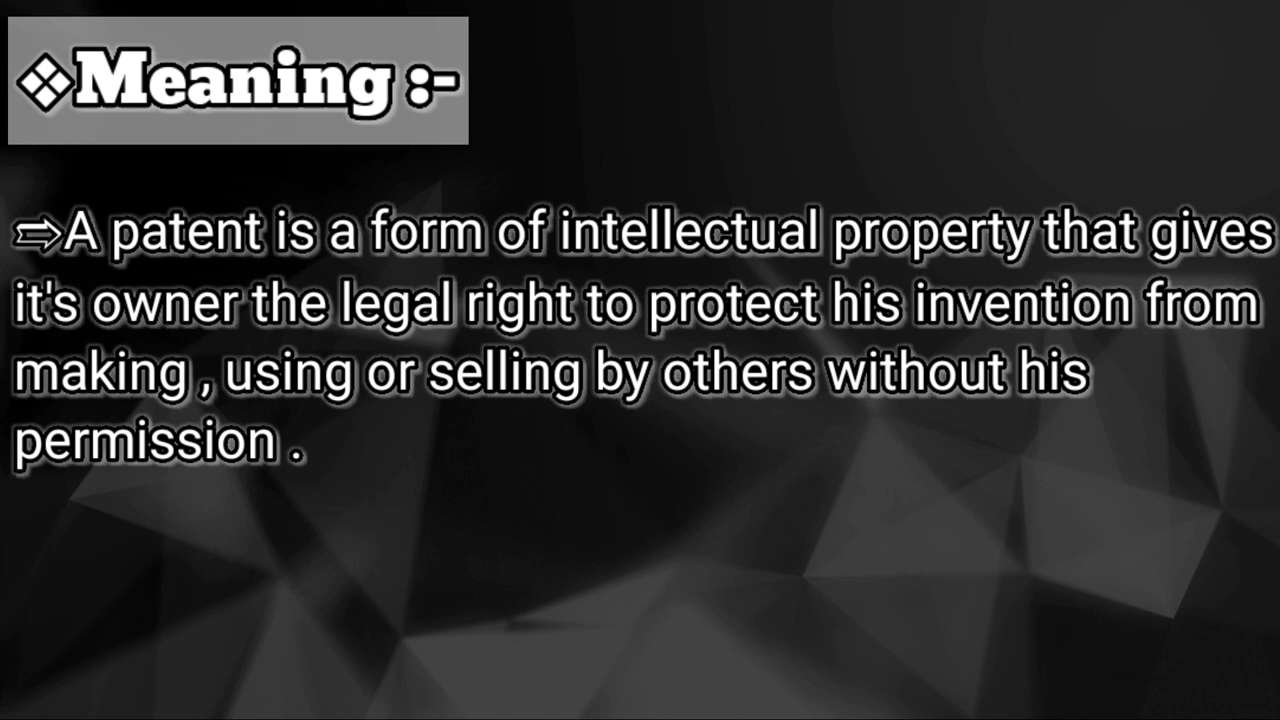 ❖Meaning :-
⇨A patent is a form of intellectual property that gives
it's owner the legal right to protect his invention from
making , using or selling by others without his
permission .